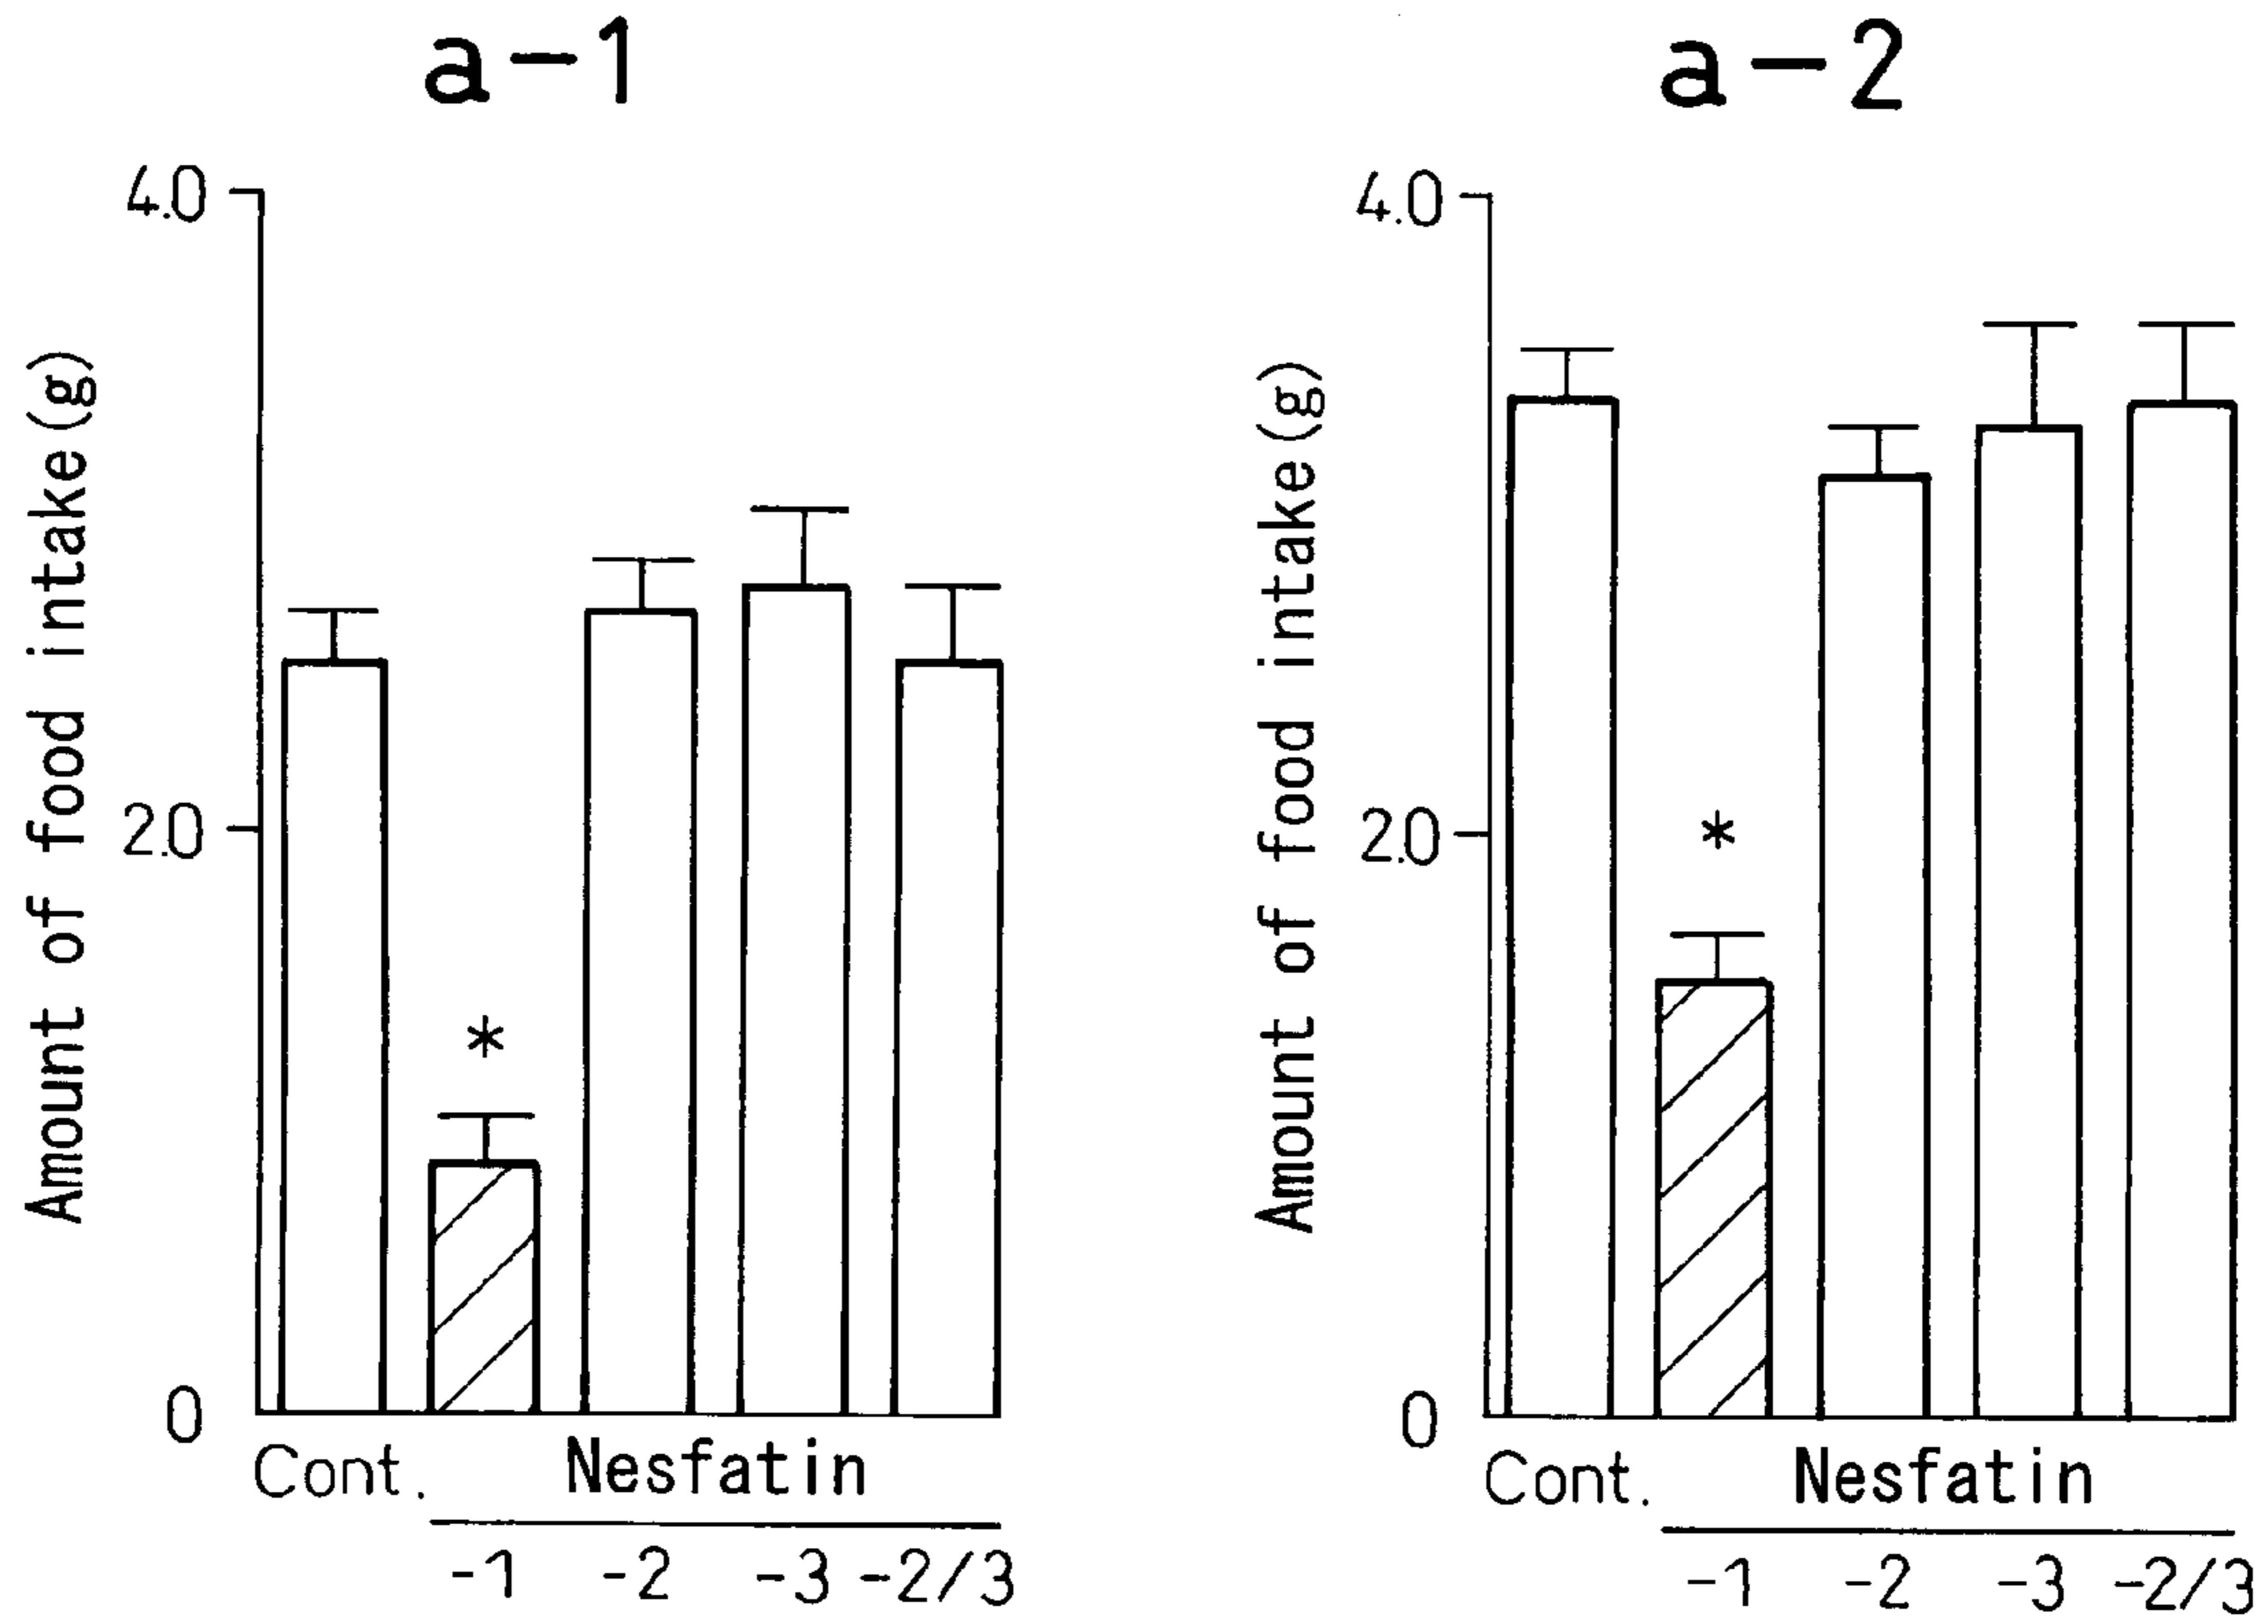 a-1
Amount of food intake(g)
4.0
2.0
0
*
Cont.
Nesfatin
-1
-2
-3
-2/3
a-2
Amount of food intake(g)
4.0
2.0
0
*
Cont.
Nesfatin
-1
-2
-3
-2/3